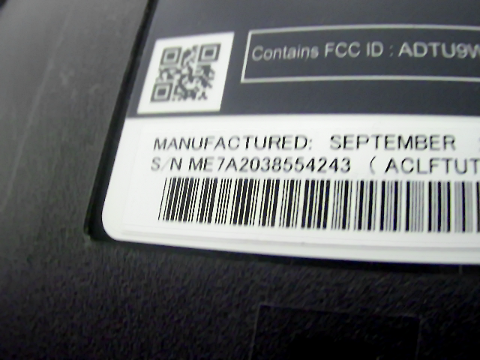 Contains FCC ID : ADTU9W
MANUFACTURED: SEPTEMBER
S/N ME7A2038554243 ( ACLFTUT